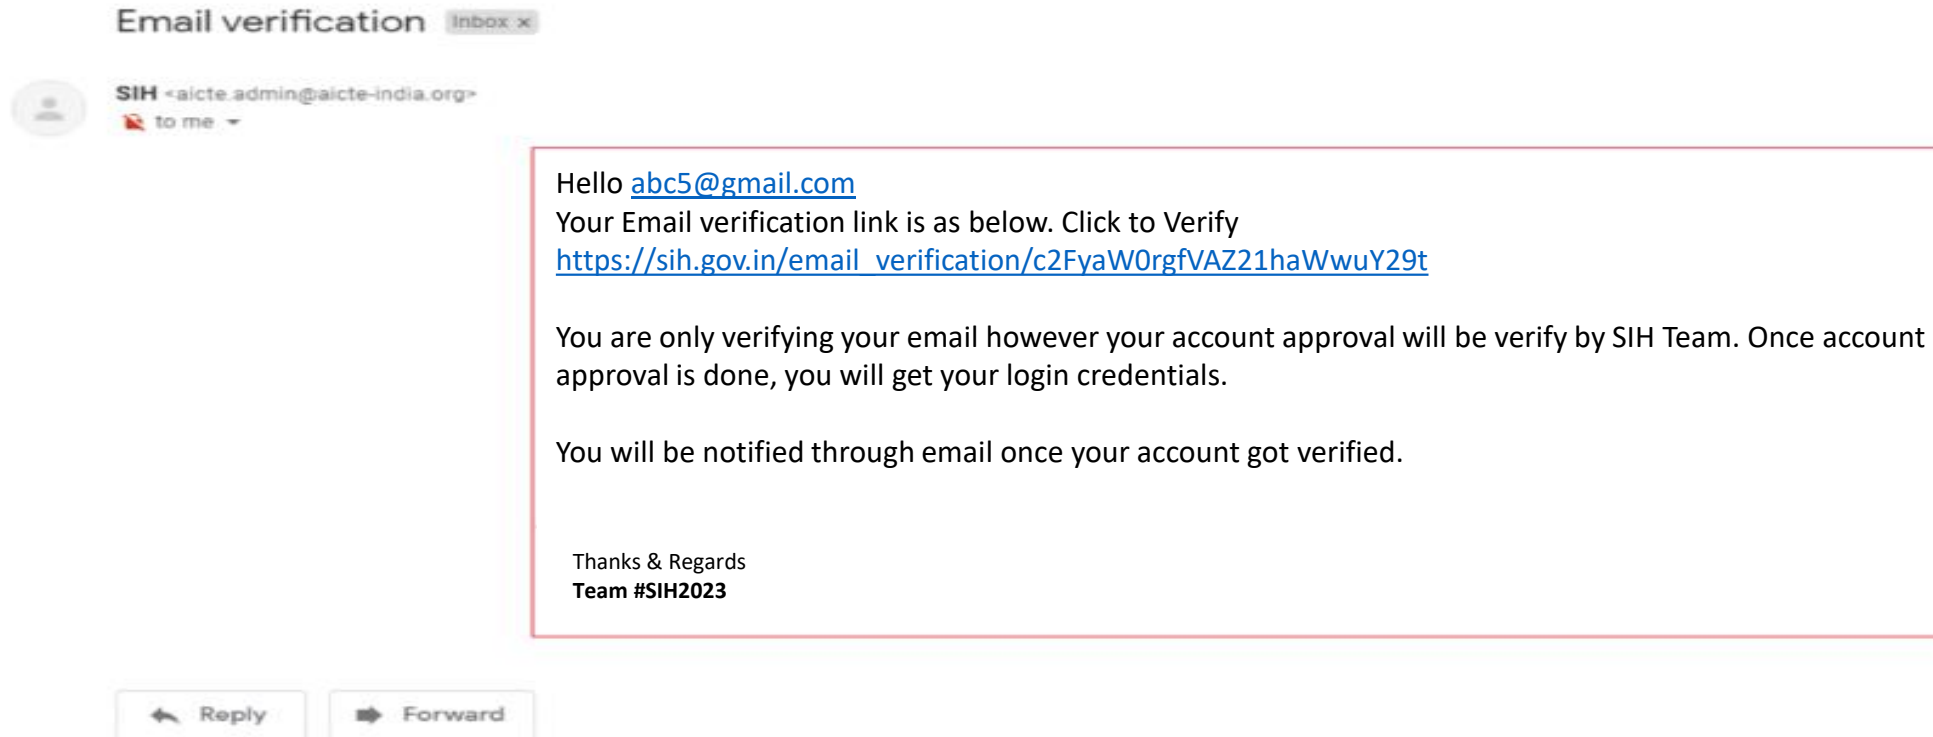 Email verification Inbox x
SIH <aicte.admin@aicte-india.org>
to me
Hello abc5@gmail.com
Your Email verification link is as below. Click to Verify
https://sih.gov.in/email_verification/c2FyaW0rgfVAZ21haWwuY29t
You are only verifying your email however your account approval will be verify by SIH Team. Once account
approval is done, you will get your login credentials.
You will be notified through email once your account got verified.
Thanks & Regards
Team #SIH2023
Reply Forward